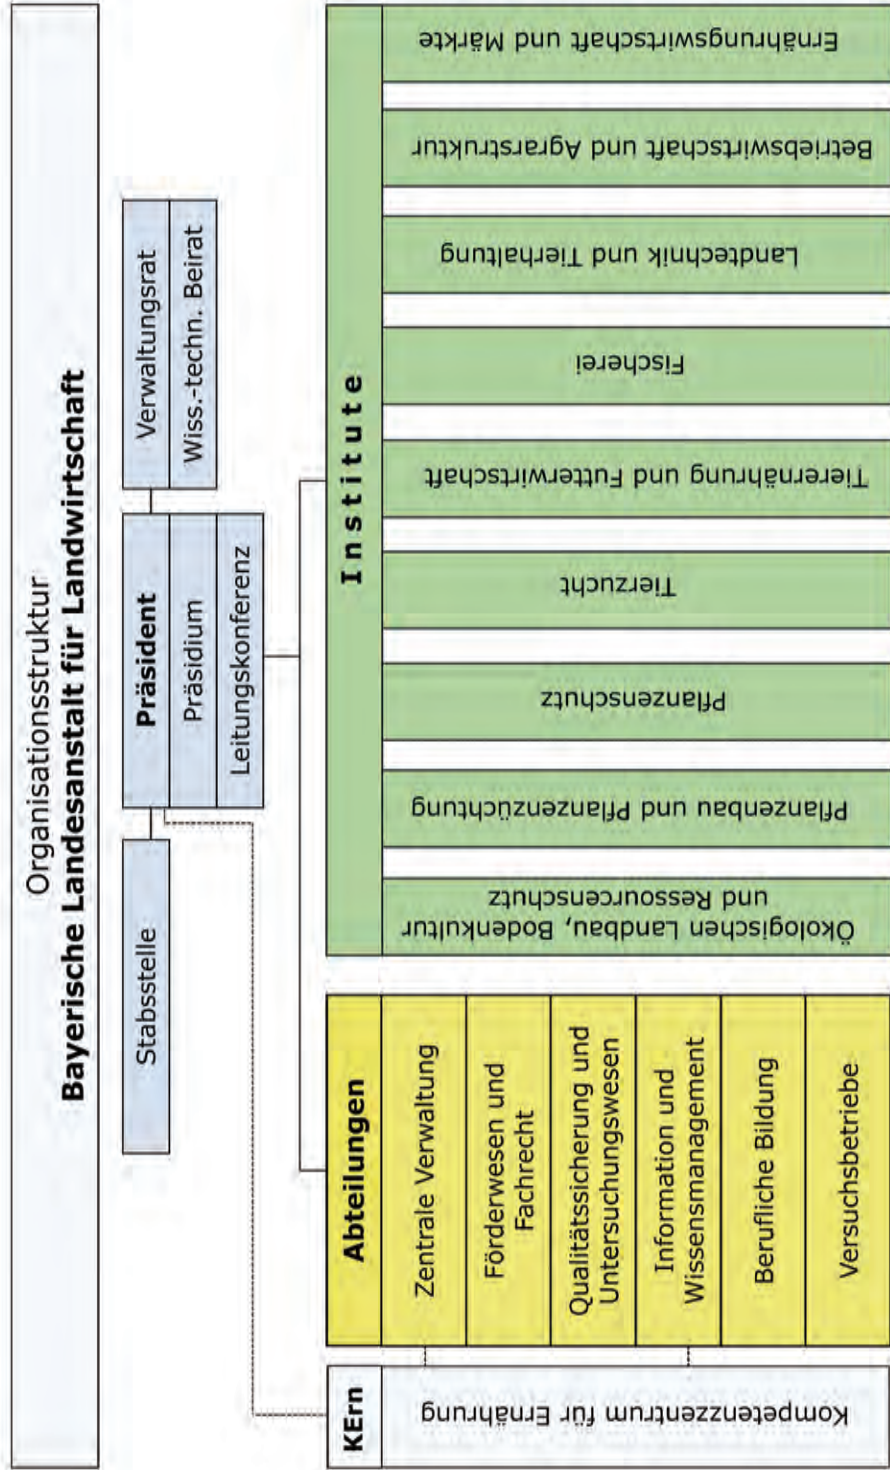 Organisationsstruktur
Bayerische Landesanstalt für Landwirtschaft
Stabsstelle
Präsident
Präsidium
Leitungskonferenz
Verwaltungsrat
Wiss.-techn. Beirat
KErn
Kompetenzzentrum für Ernährung
Abteilungen
Zentrale Verwaltung
Förderwesen und
Fachrecht
Qualitätssicherung und
Untersuchungswesen
Information und
Wissensmanagement
Berufliche Bildung
Versuchsbetriebe
Institute
Ökologischen Landbau, Bodenkultur
und Ressourcenschutz
Pflanzenbau und Pflanzenzüchtung
Pflanzenschutz
Tierzucht
Tierernährung und Futterwirtschaft
Fischerei
Landtechnik und Tierhaltung
Betriebswirtschaft und Agrarstruktur
Ernährungswirtschaft und Märkte